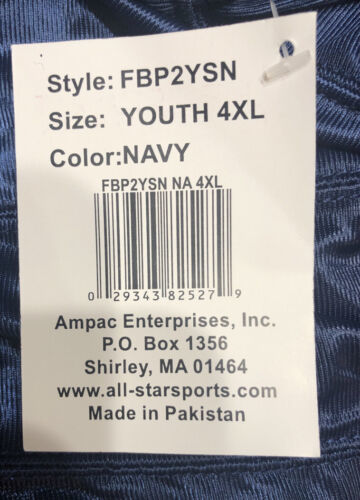 Style: FBP2YSN
Size: YOUTH 4XL
Color:NAVY
FBP2YSN NA 4XL
0 29343 82527 9
Ampac Enterprises, Inc.
P.O. Box 1356
Shirley, MA 01464
www.all-starsports.com
Made in Pakistan